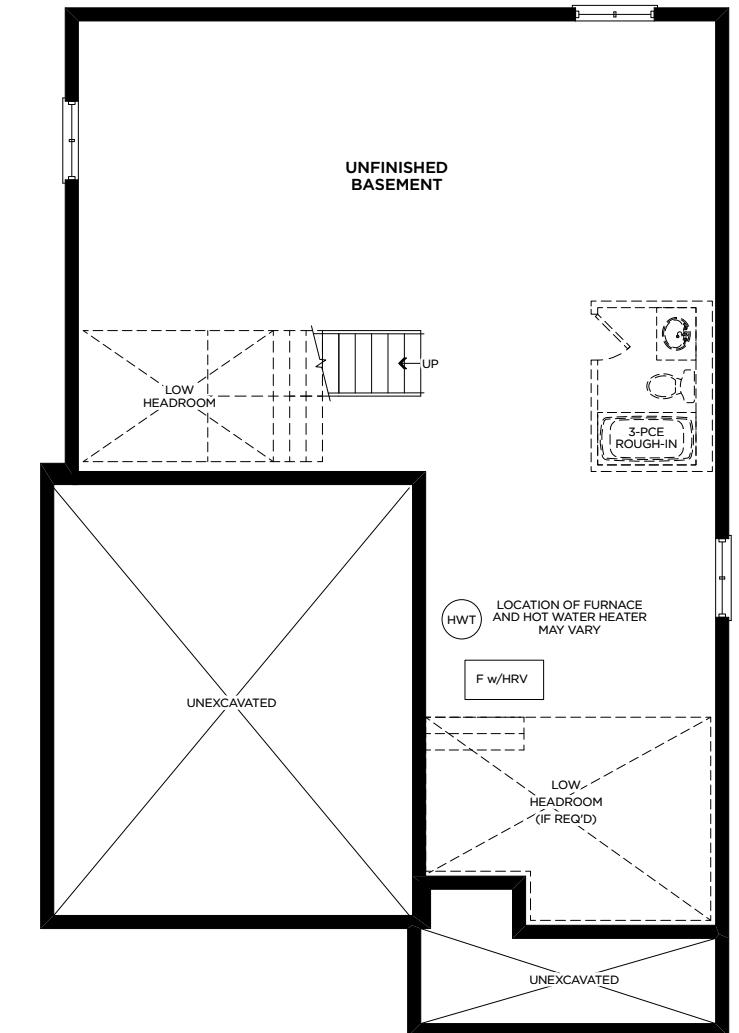 UNFINISHED
BASEMENT
UP
LOW
HEADROOM
3-PCE
ROUGH-IN
HWT
LOCATION OF FURNACE
AND HOT WATER HEATER
MAY VARY
F w/HRV
UNEXCAVATED
LOW
HEADROOM
(IF REQ'D)
UNEXCAVATED